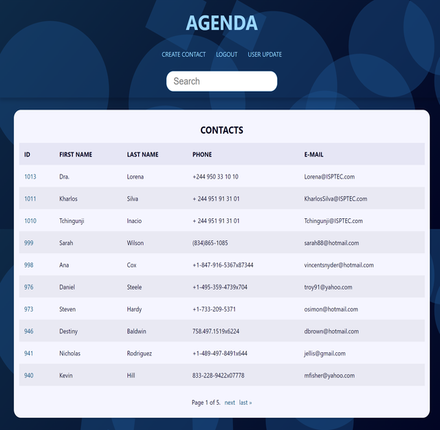 AGENDA
CREATE CONTACT LOGOUT USER UPDATE
Search
CONTACTS
ID FIRST NAME LAST NAME PHONE E-MAIL
1013 Dra. Lorena +244 950 33 10 10 Lorena@ISPTEC.com
1011 Kharlos Silva + 244 951 91 31 01 KharlosSilva@ISPTEC.com
1010 Tchingunji Inacio + 244 951 91 31 01 Tchingunji@ISPTEC.com
999 Sarah Wilson (834)865-1085 sarah88@hotmail.com
998 Ana Cox +1-847-916-5367x87344 vincentsnyder@hotmail.com
976 Daniel Steele +1-495-359-4739x704 troy91@yahoo.com
973 Steven Hardy +1-733-209-5371 osimon@hotmail.com
946 Destiny Baldwin 758.497.1519x6224 dbrown@hotmail.com
941 Nicholas Rodriguez +1-489-497-8491x644 jellis@gmail.com
940 Kevin Hill 833-228-9422x07778 mfisher@yahoo.com
Page 1 of 5. next last »